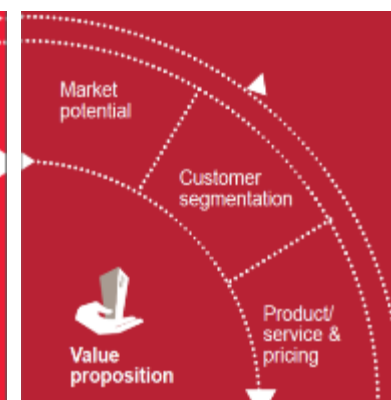 Market
potential
Customer
segmentation
Product/
service &
pricing
Value
proposition